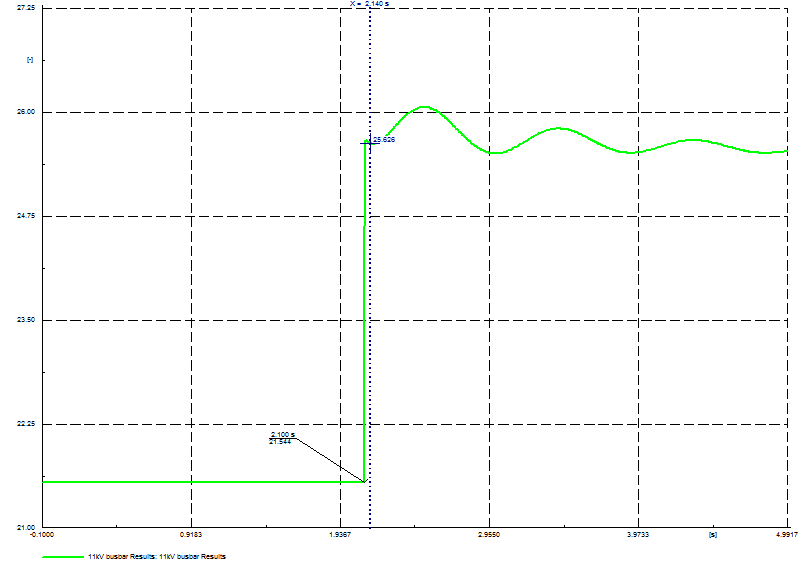 X = 2.140 s
27.25
[-]
26.00
25.626
24.75
23.50
22.25
2.100 s
21.544
21.00
-0.1000 0.9183 1.9367 2.9550 3.9733 [s] 4.9917
11kV busbar Results: 11kV busbar Results